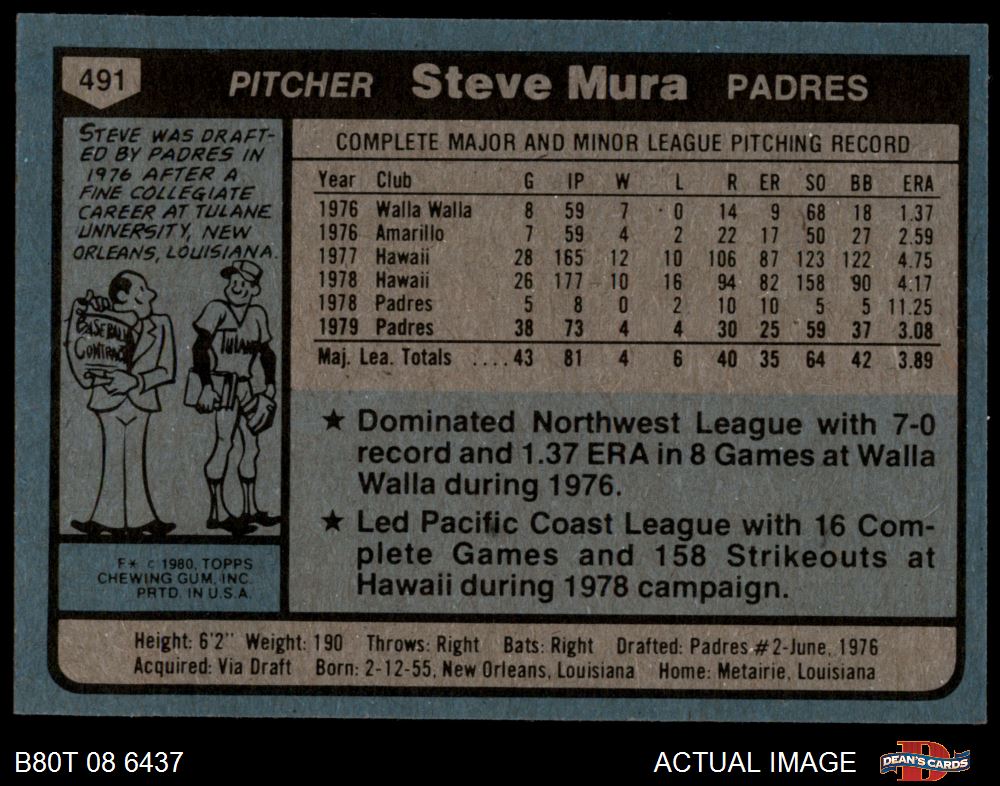 491
PITCHER Steve Mura PADRES
STEVE WAS DRAFT-
ED BY PADRES IN
1976 AFTER A
FINE COLLEGIATE
CAREER AT TULANE
UNIVERSITY, NEW
ORLEANS, LOUISIANA.
BASEBALL
CONTRACT
TULANE
F* © 1980, TOPPS
CHEWING GUM, INC.
PRTD. IN U.S.A.
COMPLETE MAJOR AND MINOR LEAGUE PITCHING RECORD
Year Club G IP W L R ER SO BB ERA
1976 Walla Walla 8 59 7 0 14 9 68 18 1.37
1976 Amarillo 7 59 4 2 22 17 50 27 2.59
1977 Hawaii 28 165 12 10 106 87 123 122 4.75
1978 Hawaii 26 177 10 16 94 82 158 90 4.17
1978 Padres 5 8 0 2 10 10 5 5 11.25
1979 Padres 38 73 4 4 30 25 59 37 3.08
Maj. Lea. Totals ....43 81 4 6 40 35 64 42 3.89
★ Dominated Northwest League with 7-0
record and 1.37 ERA in 8 Games at Walla
Walla during 1976.
★ Led Pacific Coast League with 16 Com-
plete Games and 158 Strikeouts at
Hawaii during 1978 campaign.
Height: 6'2" Weight: 190 Throws: Right Bats: Right Drafted: Padres #2-June, 1976
Acquired: Via Draft Born: 2-12-55, New Orleans, Louisiana Home: Metairie, Louisiana
B80T 08 6437
ACTUAL IMAGE
D
DEAN'S CARDS